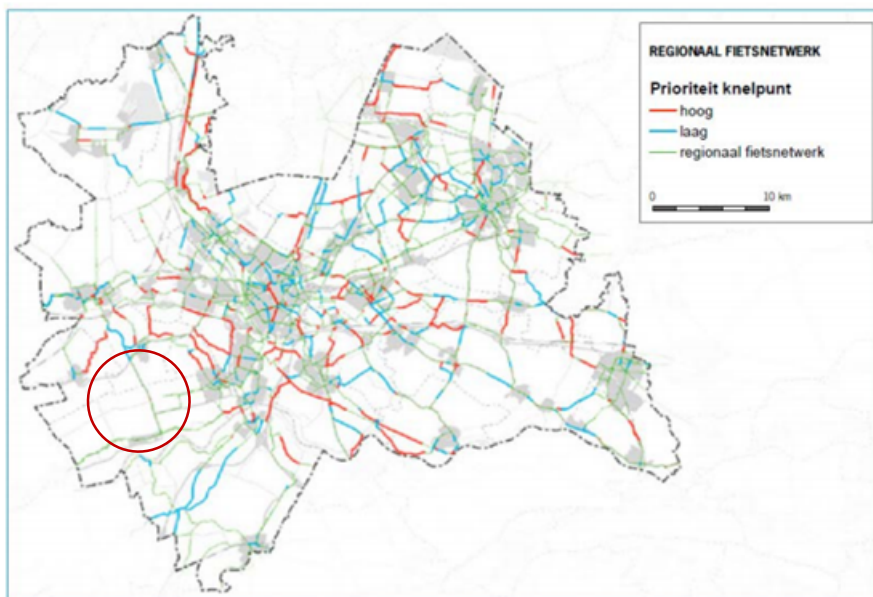 REGIONAAL FIETSNETWERK
Prioriteit knelpunt
hoog
laag
regionaal fietsnetwerk
0 10 km